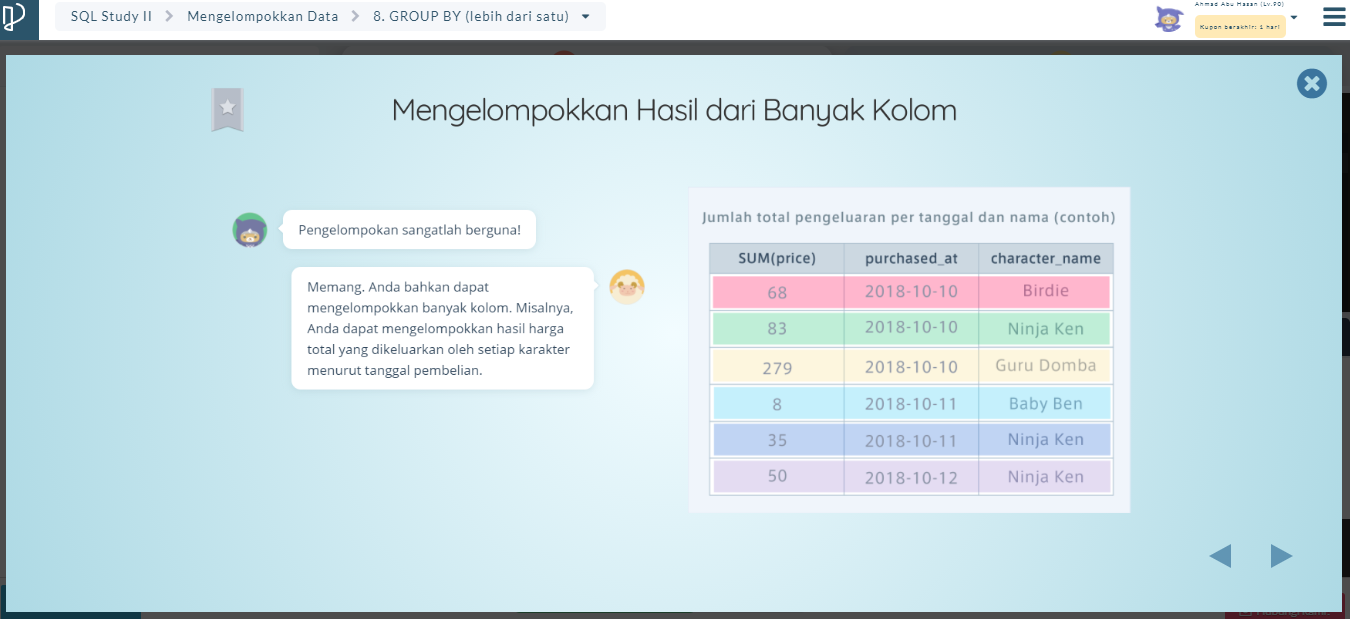 SQL Study II
Mengelompokkan Data
8. GROUP BY (lebih dari satu)
Ahmad Abu Hasan (Lv.90)
Kupon berakhir: 1 hari
Mengelompokkan Hasil dari Banyak Kolom
Pengelompokan sangatlah berguna!
Memang. Anda bahkan dapat
mengelompokkan banyak kolom. Misalnya,
Anda dapat mengelompokkan hasil harga
total yang dikeluarkan oleh setiap karakter
menurut tanggal pembelian.
Jumlah total pengeluaran per tanggal dan nama (contoh)
SUM(price) purchased_at character_name
68 2018-10-10 Birdie
83 2018-10-10 Ninja Ken
279 2018-10-10 Guru Domba
8 2018-10-11 Baby Ben
35 2018-10-11 Ninja Ken
50 2018-10-12 Ninja Ken